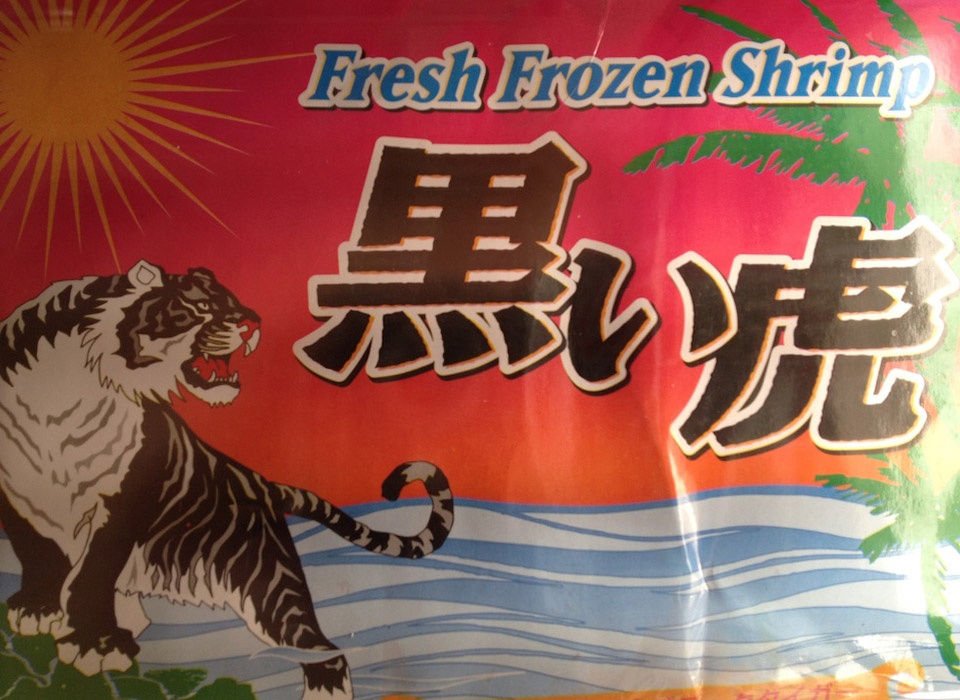 Fresh Frozen Shrimp
黒い虎